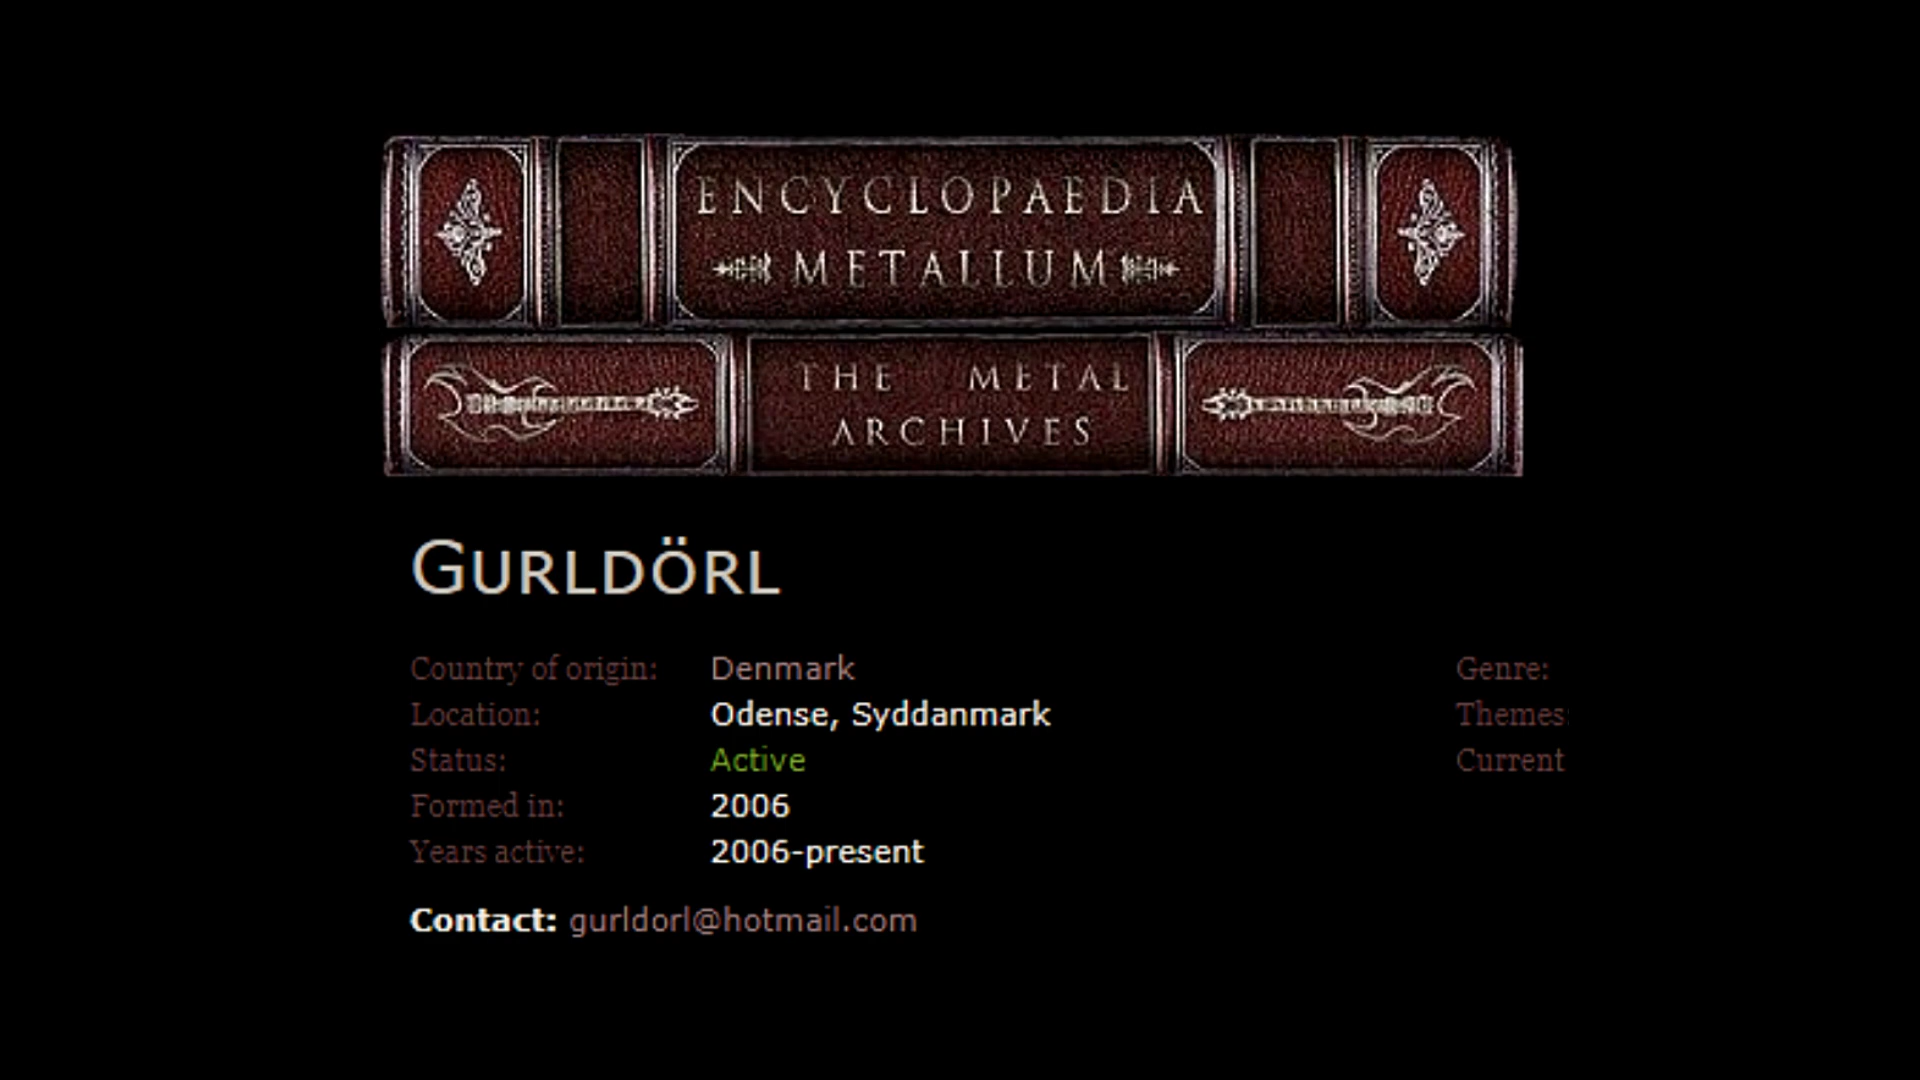 ENCYCLOPAEDIA
METALLUM
THE METAL
ARCHIVES
GURLDÖRL
Country of origin: Denmark
Genre:
Location: Odense, Syddanmark
Themes:
Status: Active
Current
Formed in: 2006
Years active: 2006-present
Contact: gurldorl@hotmail.com